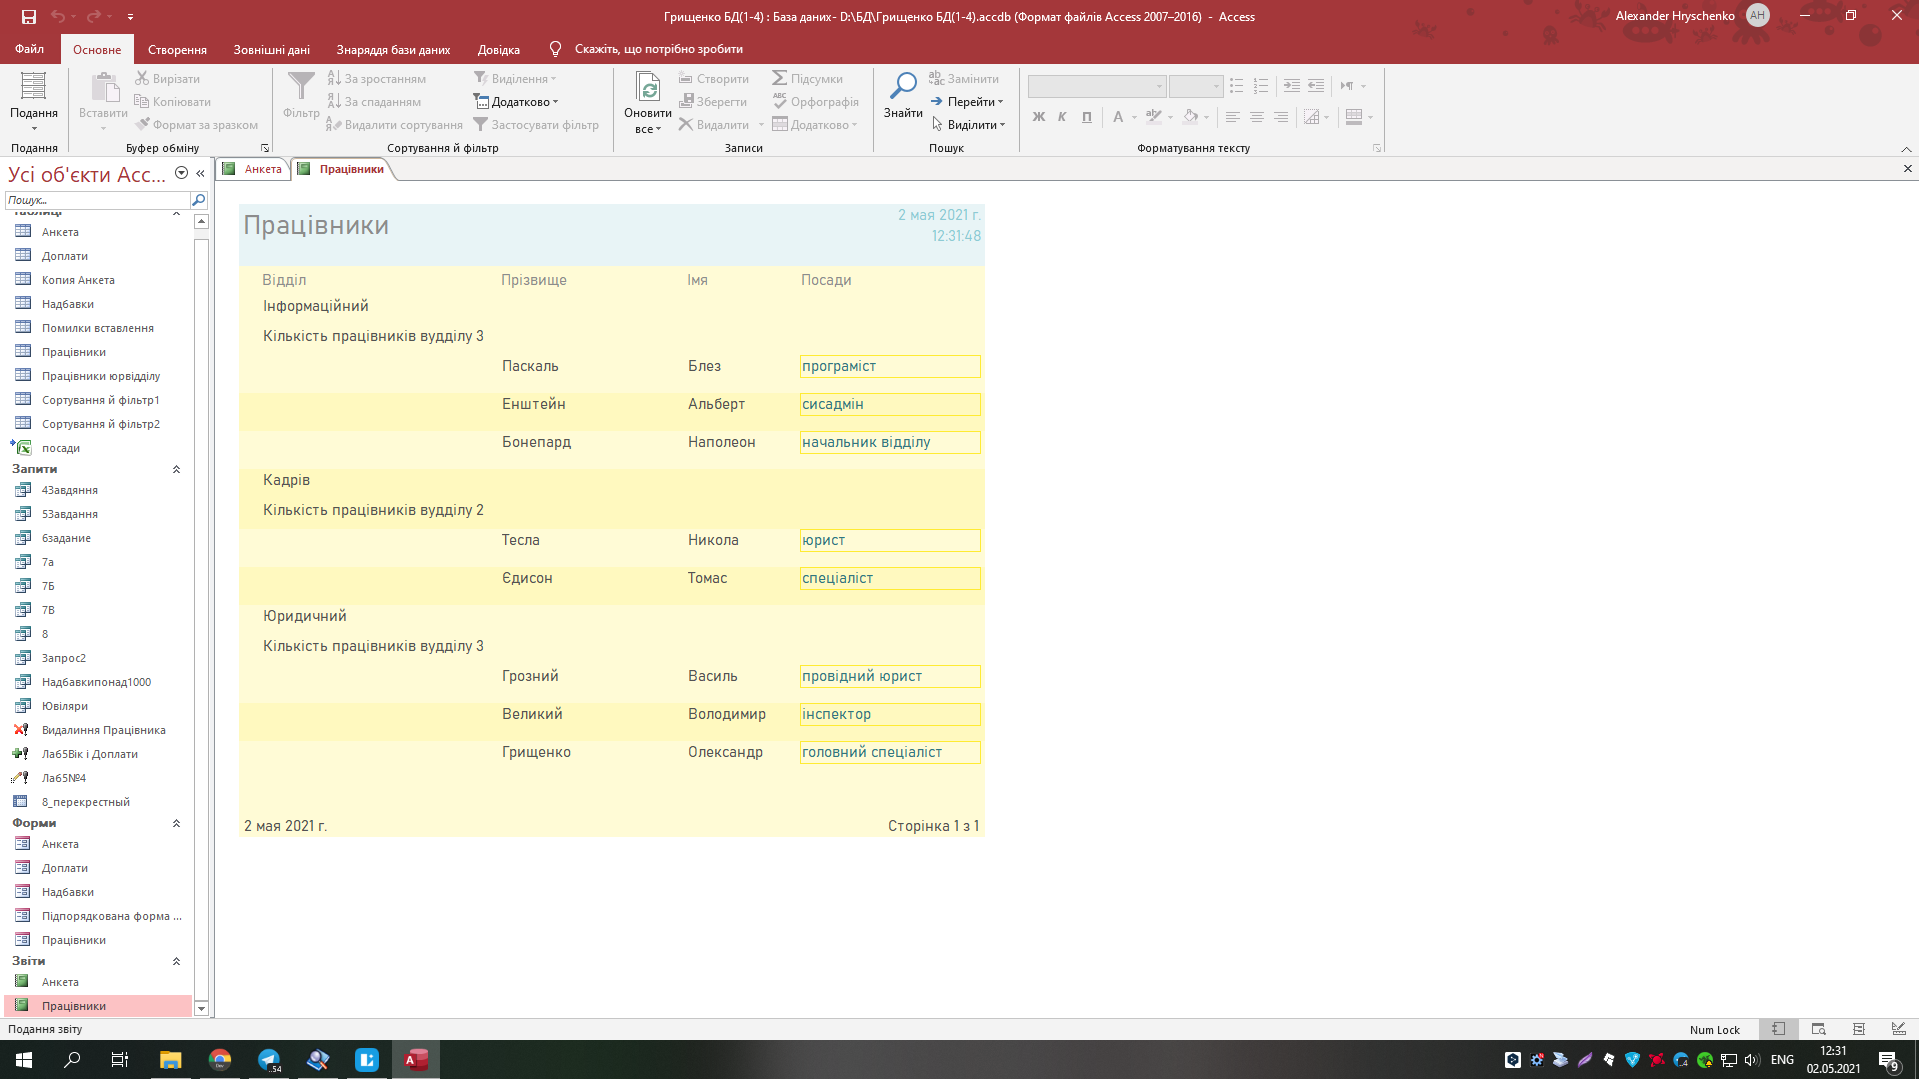 Грищенко БД(1-4) : База даних- D:\БД\Грищенко БД(1-4).accdb (Формат файлів Access 2007–2016)  -  Access
Alexander Hryschenko AH
Файл Основне Створення Зовнішні дані Знаряддя бази даних Довідка Скажіть, що потрібно зробити
Подання
Вставити
Вирізати
Копіювати
Формат за зразком
Фільтр
За зростанням
За спаданням
Видалити сортування
Виділення
Додатково
Застосувати фільтр
Оновити
все
Створити
Зберегти
Видалити
Підсумки
Орфографія
Додатково
Знайти
Замінити
Перейти
Виділити
Ж К П
Подання Буфер обміну Сортування й фільтр Записи Пошук Форматування тексту
Усі об'єкти Acc...
Пошук...
Таблиці
Анкета
Доплати
Копия Анкета
Надбавки
Помилки вставлення
Працівники
Працівники юрвідділу
Сортування й фільтр1
Сортування й фільтр2
посади
Запити
4Завдяння
5Завдання
6задание
7а
7Б
7В
8
Запрос2
Надбавкипонад1000
Ювіляри
Видалиння Працівника
Лаб5Вік і Доплати
Лаб5№4
8_перекрестный
Форми
Анкета
Доплати
Надбавки
Підпорядкована форма ...
Працівники
Звіти
Анкета
Працівники
Анкета Працівники
Працівники
2 мая 2021 г.
12:31:48
Відділ Прізвище Імя Посади
Інформаційний
Кількість працівників вудділу 3
Паскаль Блез програміст
Енштейн Альберт сисадмін
Бонепард Наполеон начальник відділу
Кадрів
Кількість працівників вудділу 2
Тесла Никола юрист
Єдисон Томас спеціаліст
Юридичний
Кількість працівників вудділу 3
Грозний Василь провідний юрист
Великий Володимир інспектор
Грищенко Олександр головний спеціаліст
2 мая 2021 г. Сторінка 1 з 1
Подання звіту
Num Lock
ENG
12:31
02.05.2021
9